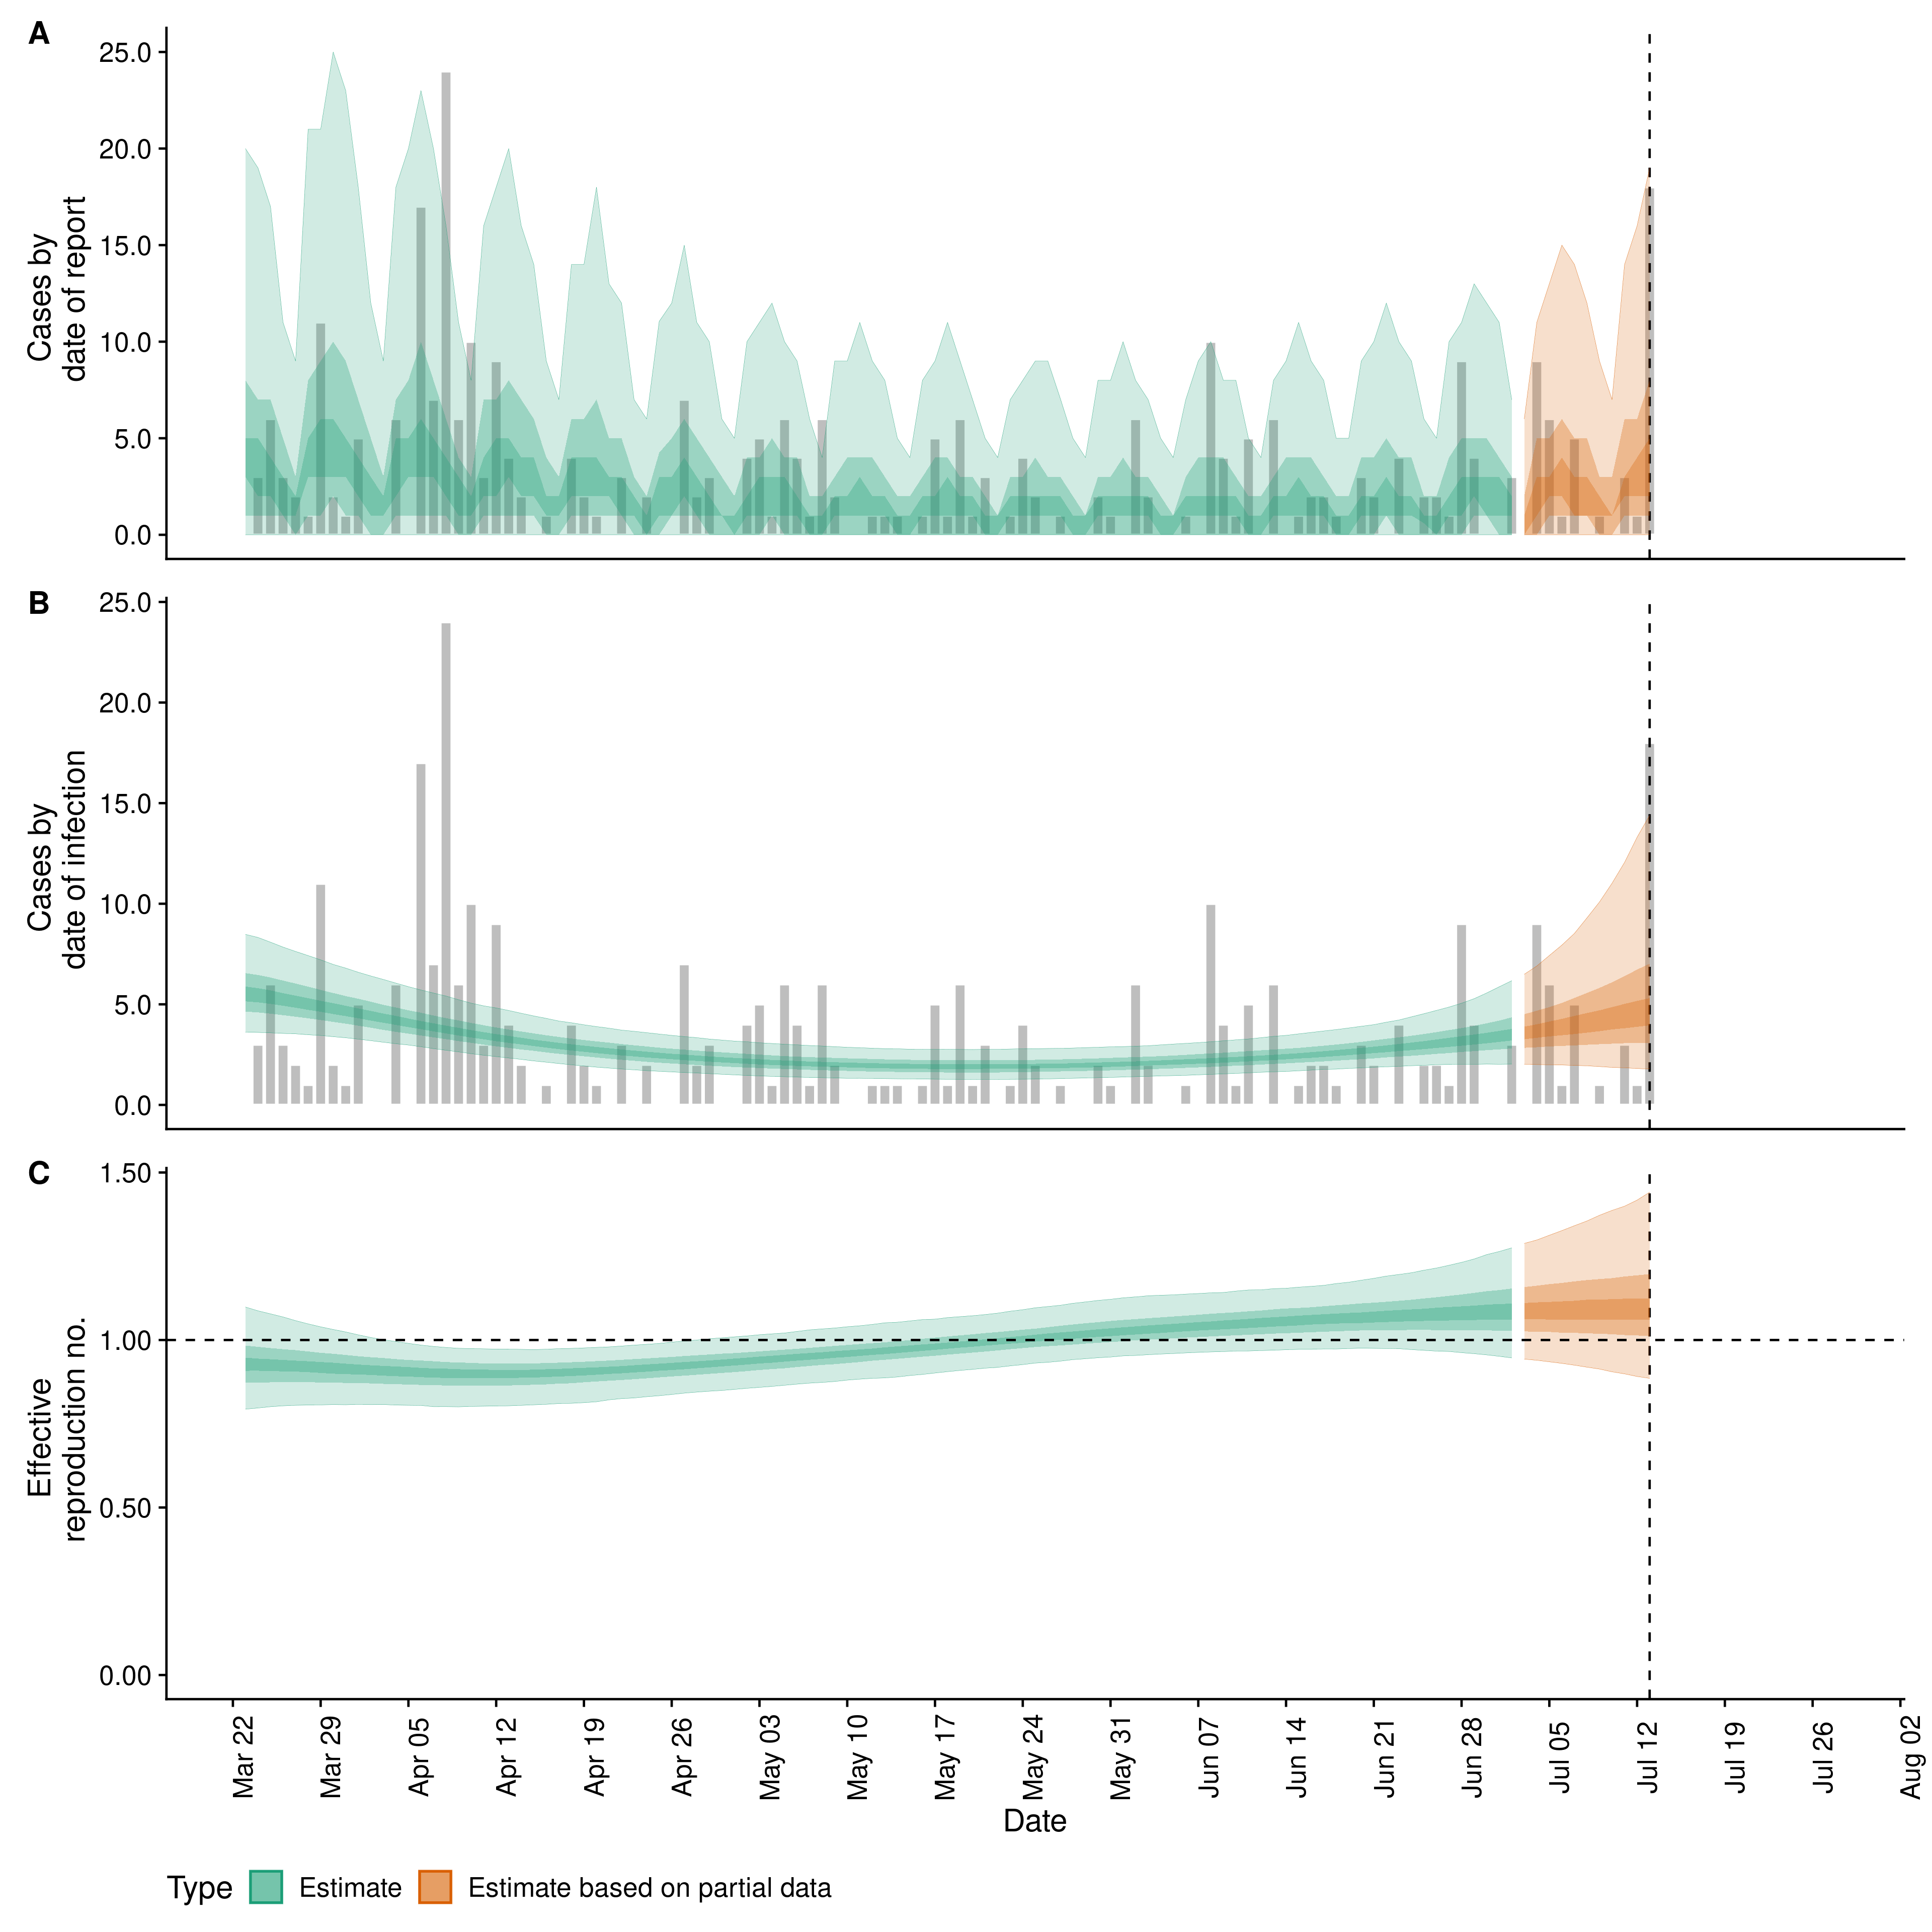 A
Cases by
date of report
25.0
20.0
15.0
10.0
5.0
0.0
B
Cases by
date of infection
25.0
20.0
15.0
10.0
5.0
0.0
C
Effective
reproduction no.
1.50
1.00
0.50
0.00
Mar 22
Mar 29
Apr 05
Apr 12
Apr 19
Apr 26
May 03
May 10
May 17
May 24
May 31
Jun 07
Jun 14
Jun 21
Jun 28
Jul 05
Jul 12
Jul 19
Jul 26
Aug 02
Date
Type Estimate Estimate based on partial data